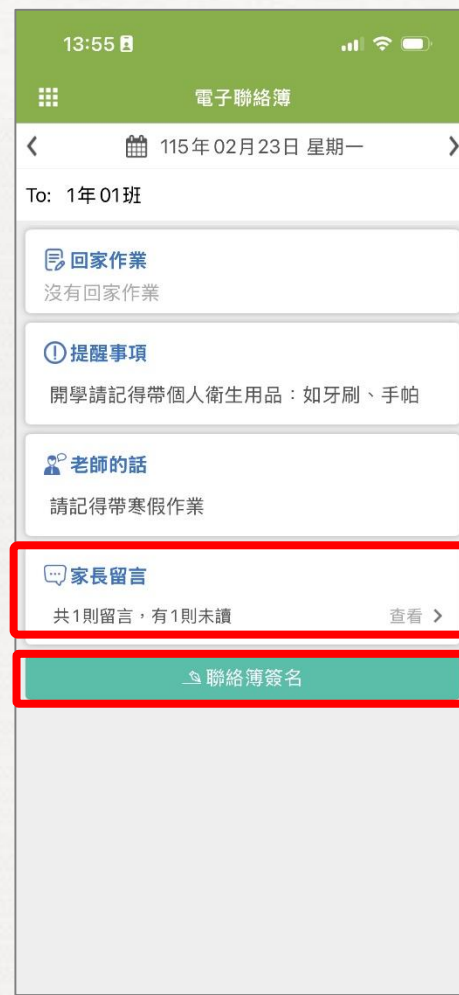 13:55
電子聯絡簿
115年02月23日 星期一
To: 1年01班
回家作業
沒有回家作業
提醒事項
開學請記得帶個人衛生用品：如牙刷、手帕
老師的話
請記得帶寒假作業
家長留言
共1則留言，有1則未讀 查看
聯絡簿簽名